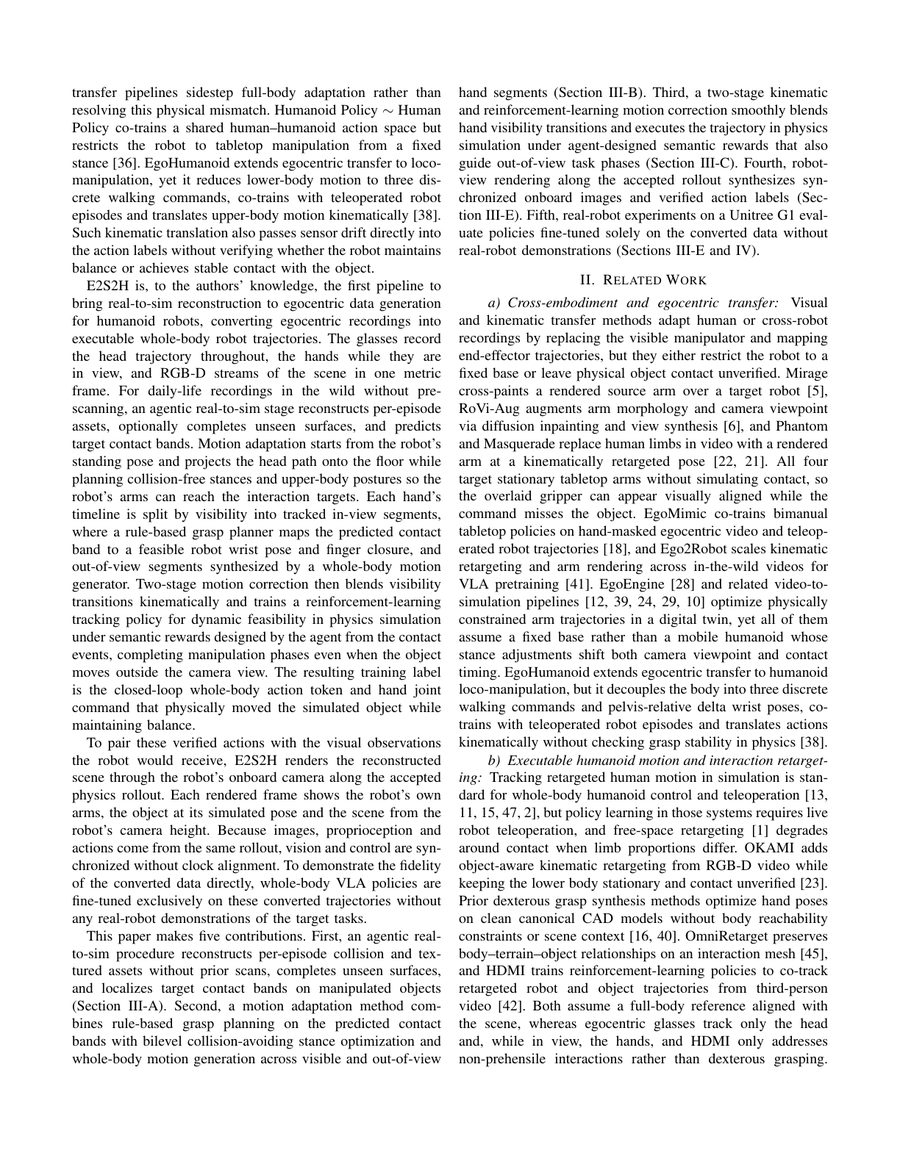 transfer pipelines sidestep full-body adaptation rather than
resolving this physical mismatch. Humanoid Policy ∼ Human
Policy co-trains a shared human–humanoid action space but
restricts the robot to tabletop manipulation from a fixed
stance [36]. EgoHumanoid extends egocentric transfer to loco-
manipulation, yet it reduces lower-body motion to three dis-
crete walking commands, co-trains with teleoperated robot
episodes and translates upper-body motion kinematically [38].
Such kinematic translation also passes sensor drift directly into
the action labels without verifying whether the robot maintains
balance or achieves stable contact with the object.
E2S2H is, to the authors’ knowledge, the first pipeline to
bring real-to-sim reconstruction to egocentric data generation
for humanoid robots, converting egocentric recordings into
executable whole-body robot trajectories. The glasses record
the head trajectory throughout, the hands while they are
in view, and RGB-D streams of the scene in one metric
frame. For daily-life recordings in the wild without pre-
scanning, an agentic real-to-sim stage reconstructs per-episode
assets, optionally completes unseen surfaces, and predicts
target contact bands. Motion adaptation starts from the robot’s
standing pose and projects the head path onto the floor while
planning collision-free stances and upper-body postures so the
robot’s arms can reach the interaction targets. Each hand’s
timeline is split by visibility into tracked in-view segments,
where a rule-based grasp planner maps the predicted contact
band to a feasible robot wrist pose and finger closure, and
out-of-view segments synthesized by a whole-body motion
generator. Two-stage motion correction then blends visibility
transitions kinematically and trains a reinforcement-learning
tracking policy for dynamic feasibility in physics simulation
under semantic rewards designed by the agent from the contact
events, completing manipulation phases even when the object
moves outside the camera view. The resulting training label
is the closed-loop whole-body action token and hand joint
command that physically moved the simulated object while
maintaining balance.
To pair these verified actions with the visual observations
the robot would receive, E2S2H renders the reconstructed
scene through the robot’s onboard camera along the accepted
physics rollout. Each rendered frame shows the robot’s own
arms, the object at its simulated pose and the scene from the
robot’s camera height. Because images, proprioception and
actions come from the same rollout, vision and control are syn-
chronized without clock alignment. To demonstrate the fidelity
of the converted data directly, whole-body VLA policies are
fine-tuned exclusively on these converted trajectories without
any real-robot demonstrations of the target tasks.
This paper makes five contributions. First, an agentic real-
to-sim procedure reconstructs per-episode collision and tex-
tured assets without prior scans, completes unseen surfaces,
and localizes target contact bands on manipulated objects
(Section III-A). Second, a motion adaptation method com-
bines rule-based grasp planning on the predicted contact
bands with bilevel collision-avoiding stance optimization and
whole-body motion generation across visible and out-of-view
hand segments (Section III-B). Third, a two-stage kinematic
and reinforcement-learning motion correction smoothly blends
hand visibility transitions and executes the trajectory in physics
simulation under agent-designed semantic rewards that also
guide out-of-view task phases (Section III-C). Fourth, robot-
view rendering along the accepted rollout synthesizes syn-
chronized onboard images and verified action labels (Sec-
tion III-E). Fifth, real-robot experiments on a Unitree G1 eval-
uate policies fine-tuned solely on the converted data without
real-robot demonstrations (Sections III-E and IV).
II. RELATED WORK
a) Cross-embodiment and egocentric transfer: Visual
and kinematic transfer methods adapt human or cross-robot
recordings by replacing the visible manipulator and mapping
end-effector trajectories, but they either restrict the robot to a
fixed base or leave physical object contact unverified. Mirage
cross-paints a rendered source arm over a target robot [5],
RoVi-Aug augments arm morphology and camera viewpoint
via diffusion inpainting and view synthesis [6], and Phantom
and Masquerade replace human limbs in video with a rendered
arm at a kinematically retargeted pose [22, 21]. All four
target stationary tabletop arms without simulating contact, so
the overlaid gripper can appear visually aligned while the
command misses the object. EgoMimic co-trains bimanual
tabletop policies on hand-masked egocentric video and teleop-
erated robot trajectories [18], and Ego2Robot scales kinematic
retargeting and arm rendering across in-the-wild videos for
VLA pretraining [41]. EgoEngine [28] and related video-to-
simulation pipelines [12, 39, 24, 29, 10] optimize physically
constrained arm trajectories in a digital twin, yet all of them
assume a fixed base rather than a mobile humanoid whose
stance adjustments shift both camera viewpoint and contact
timing. EgoHumanoid extends egocentric transfer to humanoid
loco-manipulation, but it decouples the body into three discrete
walking commands and pelvis-relative delta wrist poses, co-
trains with teleoperated robot episodes and translates actions
kinematically without checking grasp stability in physics [38].
b) Executable humanoid motion and interaction retarget-
ing: Tracking retargeted human motion in simulation is stan-
dard for whole-body humanoid control and teleoperation [13,
11, 15, 47, 2], but policy learning in those systems requires live
robot teleoperation, and free-space retargeting [1] degrades
around contact when limb proportions differ. OKAMI adds
object-aware kinematic retargeting from RGB-D video while
keeping the lower body stationary and contact unverified [23].
Prior dexterous grasp synthesis methods optimize hand poses
on clean canonical CAD models without body reachability
constraints or scene context [16, 40]. OmniRetarget preserves
body–terrain–object relationships on an interaction mesh [45],
and HDMI trains reinforcement-learning policies to co-track
retargeted robot and object trajectories from third-person
video [42]. Both assume a full-body reference aligned with
the scene, whereas egocentric glasses track only the head
and, while in view, the hands, and HDMI only addresses
non-prehensile interactions rather than dexterous grasping.